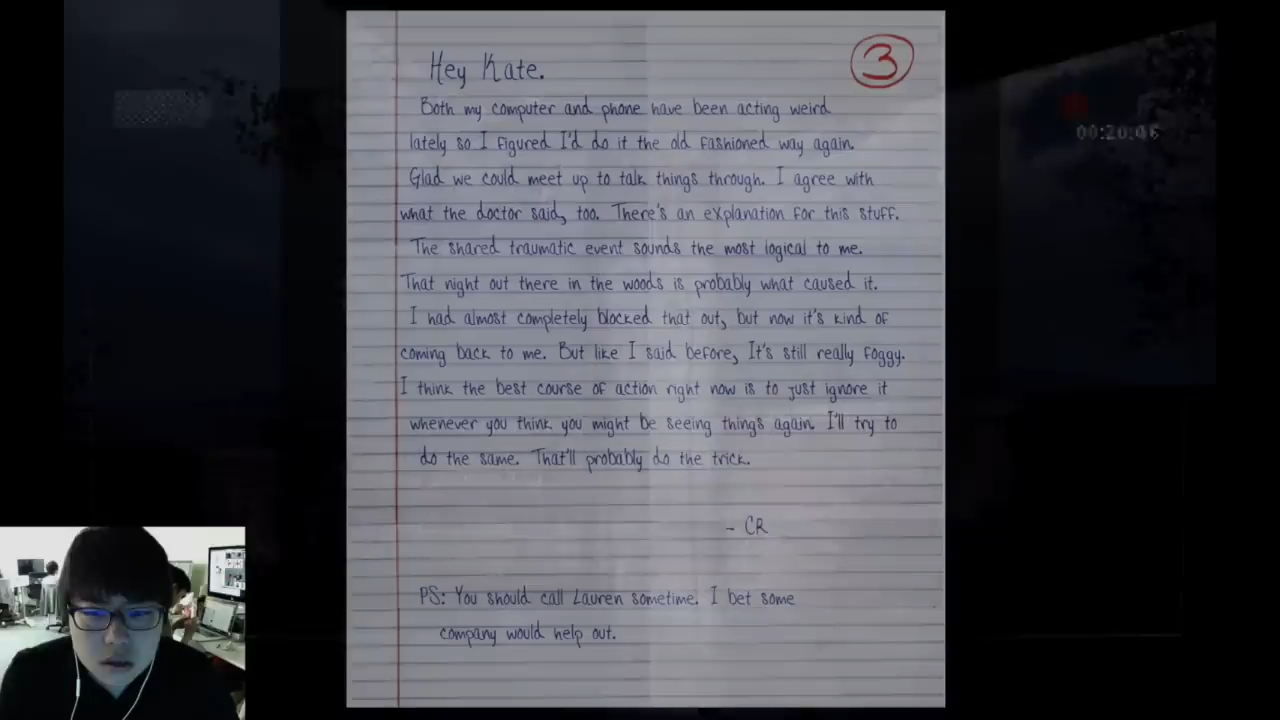 Hey Kate.
3
Both my computer and phone have been acting weird
lately so I figured I'd do it the old fashioned way again.
Glad we could meet up to talk things through. I agree with
what the doctor said, too. There's an explanation for this stuff.
The shared traumatic event sounds the most logical to me.
That night out there in the woods is probably what caused it.
I had almost completely blocked that out, but now it's kind of
coming back to me. But like I said before, It's still really foggy.
I think the best course of action right now is to just ignore it
whenever you think you might be seeing things again. I'll try to
do the same. That'll probably do the trick.
- CR
PS: You should call Lauren sometime. I bet some
company would help out.